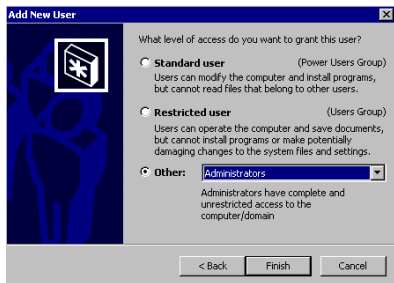 Add New User
What level of access do you want to grant this user?
Standard user (Power Users Group)
Users can modify the computer and install programs,
but cannot read files that belong to other users.
Restricted user (Users Group)
Users can operate the computer and save documents,
but cannot install programs or make potentially
damaging changes to the system files and settings.
Other: Administrators
Administrators have complete and
unrestricted access to the
computer/domain
< Back Finish Cancel